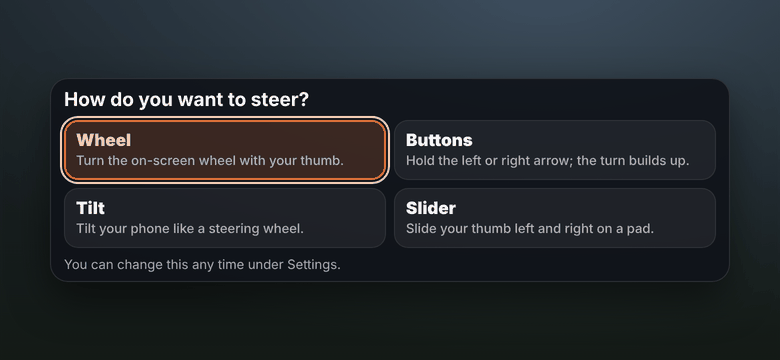 How do you want to steer?
Wheel
Turn the on-screen wheel with your thumb.
Buttons
Hold the left or right arrow; the turn builds up.
Tilt
Tilt your phone like a steering wheel.
Slider
Slide your thumb left and right on a pad.
You can change this any time under Settings.